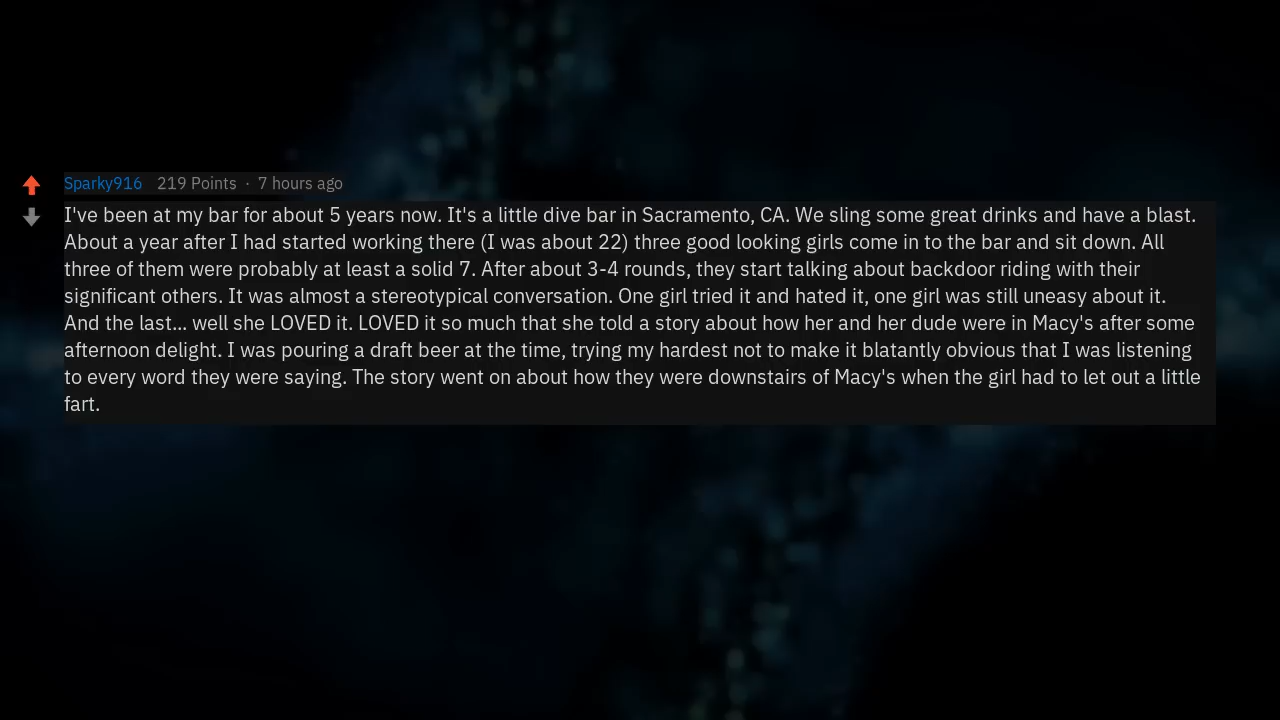 Sparky916 219 Points · 7 hours ago
I've been at my bar for about 5 years now. It's a little dive bar in Sacramento, CA. We sling some great drinks and have a blast.
About a year after I had started working there (I was about 22) three good looking girls come in to the bar and sit down. All
three of them were probably at least a solid 7. After about 3-4 rounds, they start talking about backdoor riding with their
significant others. It was almost a stereotypical conversation. One girl tried it and hated it, one girl was still uneasy about it.
And the last... well she LOVED it. LOVED it so much that she told a story about how her and her dude were in Macy's after some
afternoon delight. I was pouring a draft beer at the time, trying my hardest not to make it blatantly obvious that I was listening
to every word they were saying. The story went on about how they were downstairs of Macy's when the girl had to let out a little
fart.